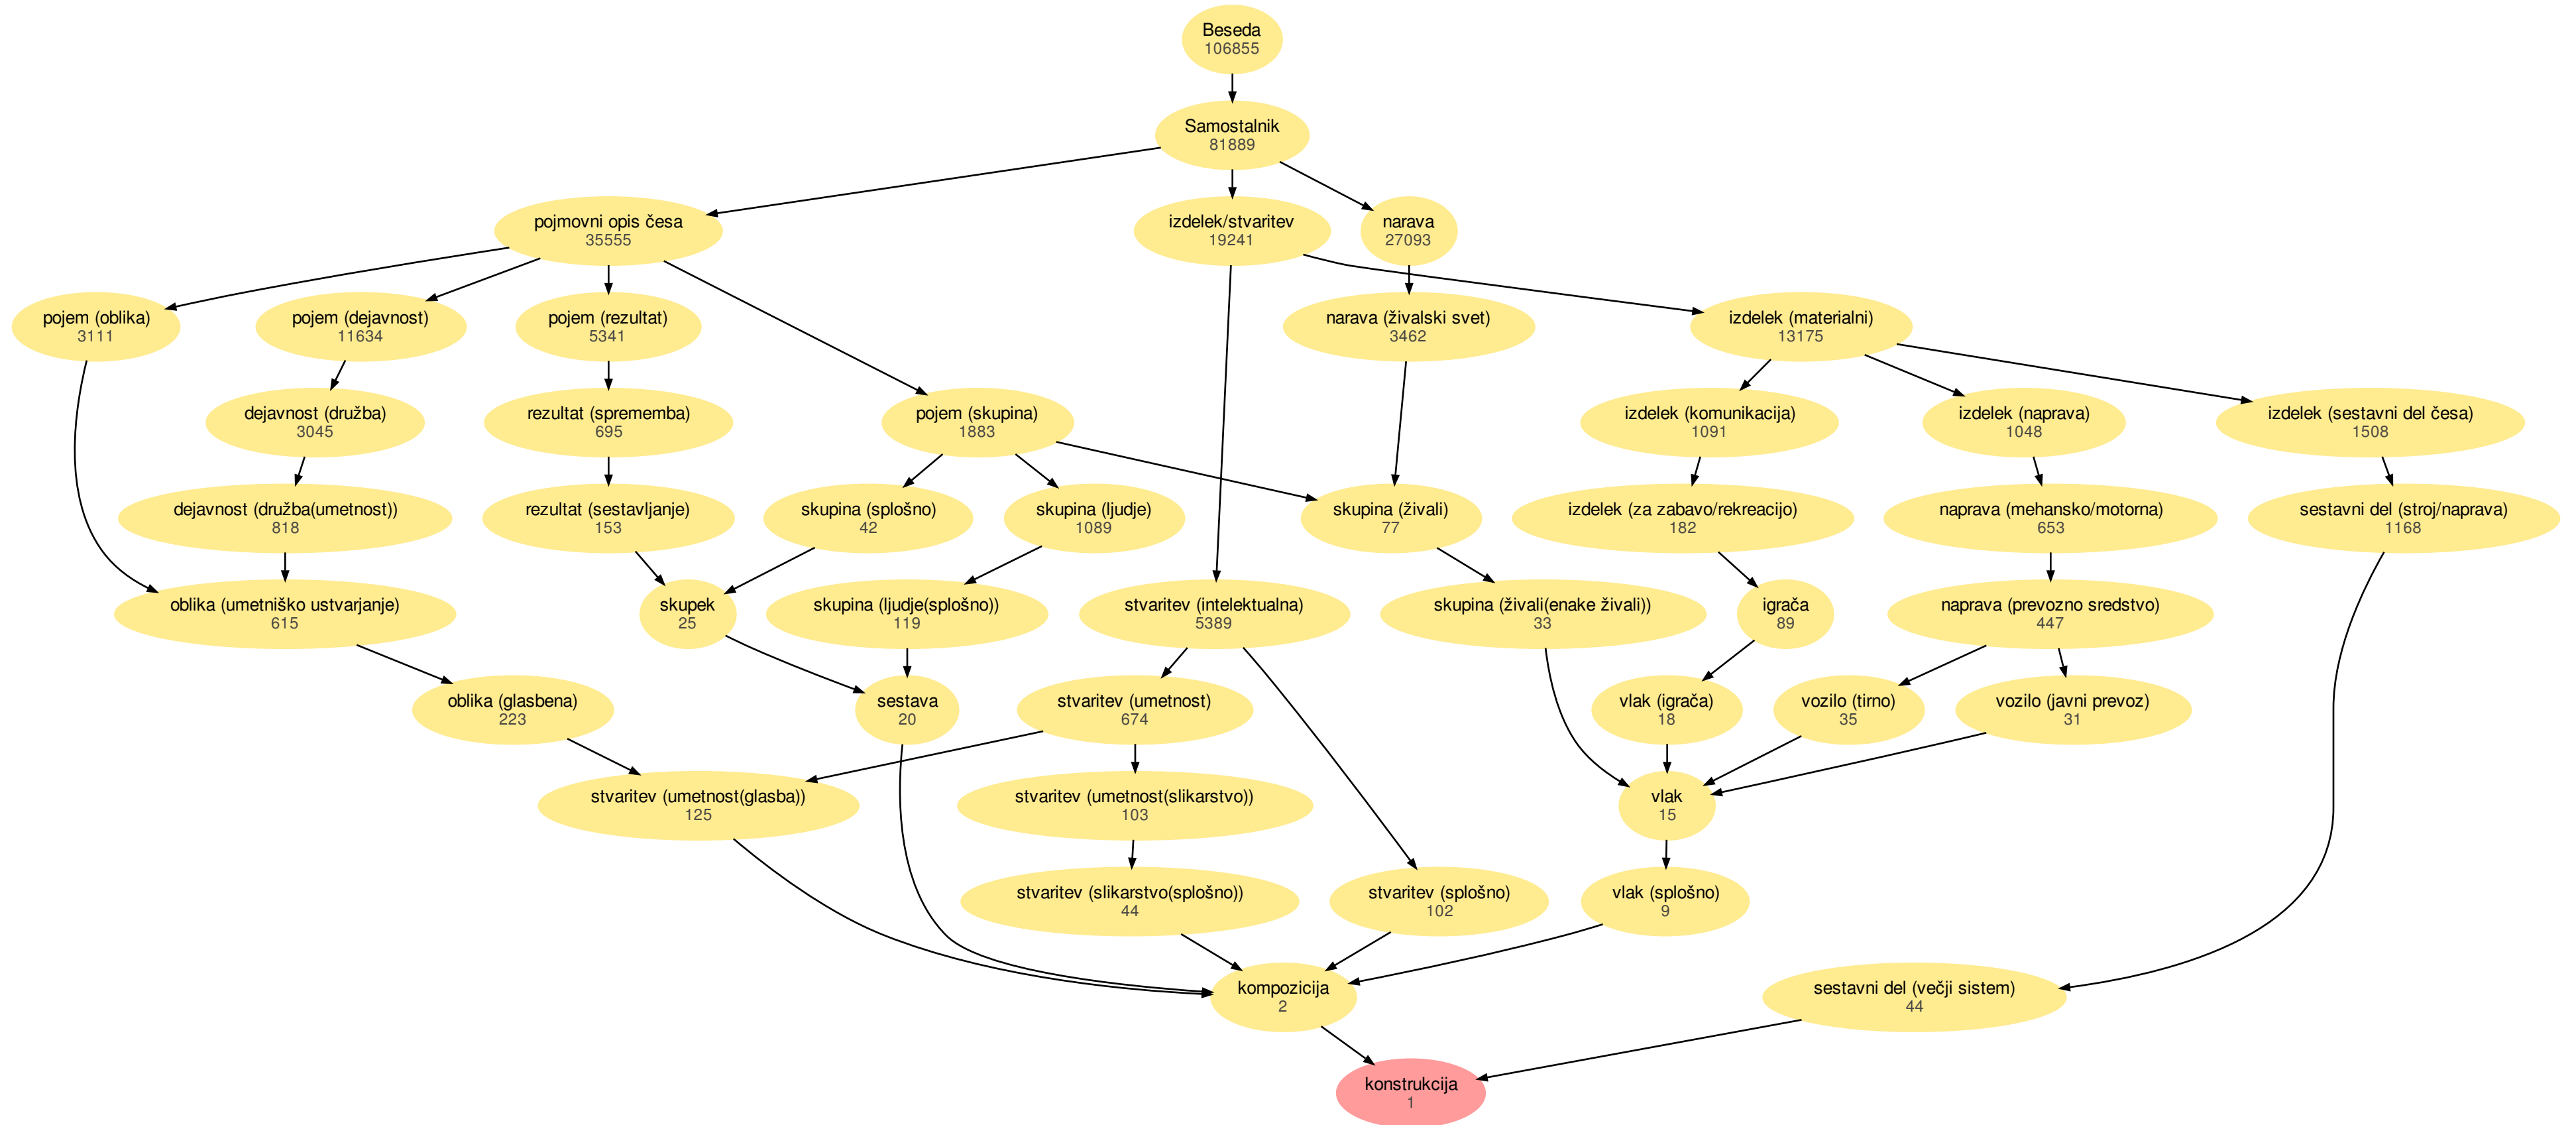 Beseda
106855
Samostalnik
81889
pojmovni opis česa
35555
izdelek/stvaritev
19241
narava
27093
pojem (oblika)
3111
pojem (dejavnost)
11634
pojem (rezultat)
5341
narava (živalski svet)
3462
izdelek (materialni)
13175
dejavnost (družba)
3045
rezultat (sprememba)
695
pojem (skupina)
1883
izdelek (komunikacija)
1091
izdelek (naprava)
1048
izdelek (sestavni del česa)
1508
dejavnost (družba(umetnost))
818
rezultat (sestavljanje)
153
skupina (splošno)
42
skupina (ljudje)
1089
skupina (živali)
77
izdelek (za zabavo/rekreacijo)
182
naprava (mehansko/motorna)
653
sestavni del (stroj/naprava)
1168
oblika (umetniško ustvarjanje)
615
skupek
25
skupina (ljudje(splošno))
119
stvaritev (intelektualna)
5389
skupina (živali(enake živali))
33
igrača
89
naprava (prevozno sredstvo)
447
oblika (glasbena)
223
sestava
20
stvaritev (umetnost)
674
vlak (igrača)
18
vozilo (tirno)
35
vozilo (javni prevoz)
31
stvaritev (umetnost(glasba))
125
stvaritev (umetnost(slikarstvo))
103
vlak
15
stvaritev (slikarstvo(splošno))
44
stvaritev (splošno)
102
vlak (splošno)
9
kompozicija
2
sestavni del (večji sistem)
44
konstrukcija
1